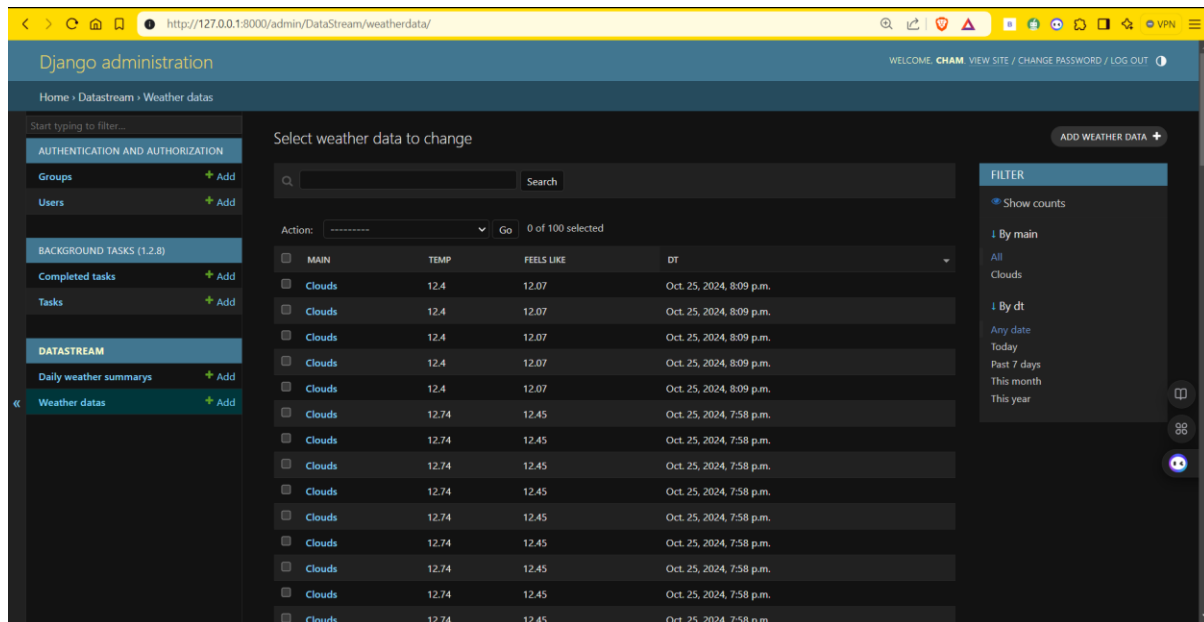 http://127.0.0.1:8000/admin/DataStream/weatherdata/
VPN
Django administration
WELCOME, CHAM. VIEW SITE / CHANGE PASSWORD / LOG OUT
Home › Datastream › Weather datas
Start typing to filter...
AUTHENTICATION AND AUTHORIZATION
Groups + Add
Users + Add
BACKGROUND TASKS (1.2.8)
Completed tasks + Add
Tasks + Add
DATASTREAM
Daily weather summarys + Add
Weather datas + Add
«
Select weather data to change
ADD WEATHER DATA +
Search
Action: --------- Go 0 of 100 selected
MAIN TEMP FEELS LIKE DT
Clouds 12.4 12.07 Oct. 25, 2024, 8:09 p.m.
Clouds 12.4 12.07 Oct. 25, 2024, 8:09 p.m.
Clouds 12.4 12.07 Oct. 25, 2024, 8:09 p.m.
Clouds 12.4 12.07 Oct. 25, 2024, 8:09 p.m.
Clouds 12.4 12.07 Oct. 25, 2024, 8:09 p.m.
Clouds 12.74 12.45 Oct. 25, 2024, 7:58 p.m.
Clouds 12.74 12.45 Oct. 25, 2024, 7:58 p.m.
Clouds 12.74 12.45 Oct. 25, 2024, 7:58 p.m.
Clouds 12.74 12.45 Oct. 25, 2024, 7:58 p.m.
Clouds 12.74 12.45 Oct. 25, 2024, 7:58 p.m.
Clouds 12.74 12.45 Oct. 25, 2024, 7:58 p.m.
Clouds 12.74 12.45 Oct. 25, 2024, 7:58 p.m.
Clouds 12.74 12.45 Oct. 25, 2024, 7:58 p.m.
Clouds 12.74 12.45 Oct. 25, 2024, 7:58 p.m.
FILTER
Show counts
↓ By main
All
Clouds
↓ By dt
Any date
Today
Past 7 days
This month
This year